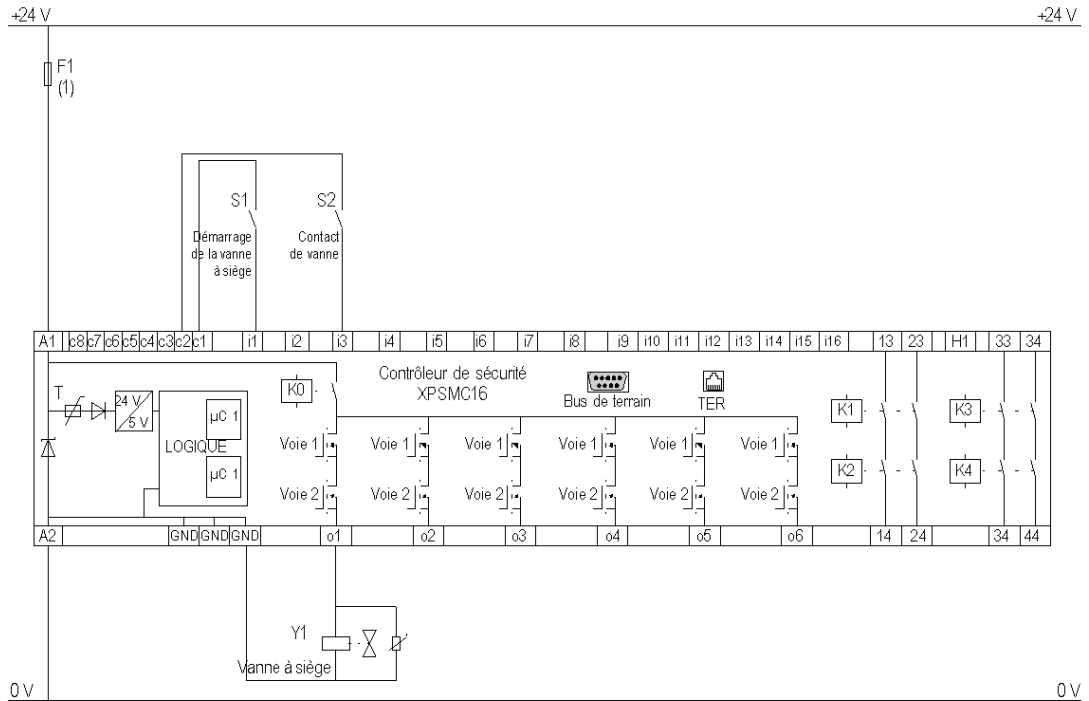 +24 V +24 V
F1
(1)
S1 S2
Démarrage
de la vanne
à siège
Contact
de vanne
A1 c8 c7 c6 c5 c4 c3 c2 c1 i1 i2 i3 i4 i5 i6 i7 i8 i9 i10 i11 i12 i13 i14 i15 i16 13 23 H1 33 34
T
24 V
5 V
LOGIQUE
µC 1
µC 1
K0
Contrôleur de sécurité
XPSMC16
Bus de terrain
TER
K1 K3
K2 K4
Voie 1 Voie 1 Voie 1 Voie 1 Voie 1 Voie 1
Voie 2 Voie 2 Voie 2 Voie 2 Voie 2 Voie 2
A2 GND GND GND o1 o2 o3 o4 o5 o6 14 24 34 44
Y1
Vanne à siège
0 V 0 V